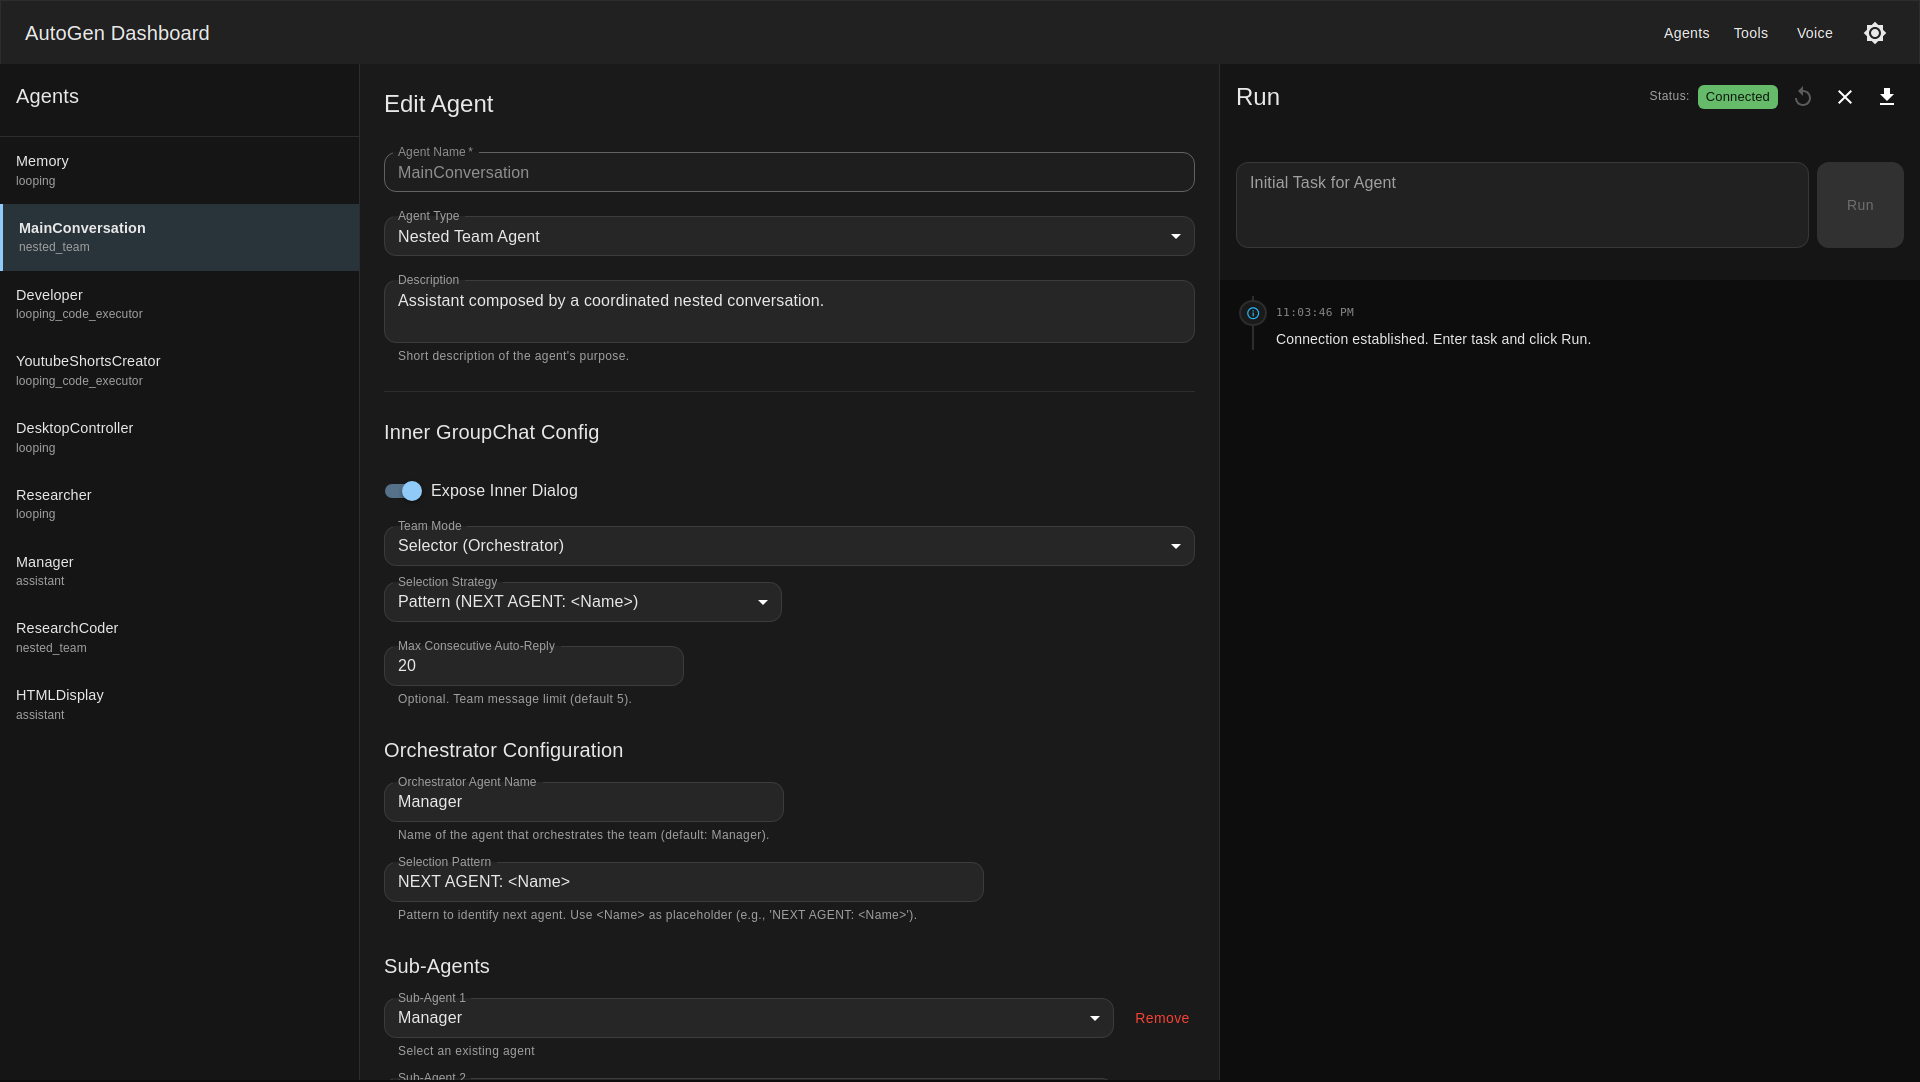 AutoGen Dashboard
Agents
Tools
Voice
Agents
Memory
looping
MainConversation
nested_team
Developer
looping_code_executor
YoutubeShortsCreator
looping_code_executor
DesktopController
looping
Researcher
looping
Manager
assistant
ResearchCoder
nested_team
HTMLDisplay
assistant
Edit Agent
Agent Name *
MainConversation
Agent Type
Nested Team Agent
Description
Assistant composed by a coordinated nested conversation.
Short description of the agent's purpose.
Inner GroupChat Config
Expose Inner Dialog
Team Mode
Selector (Orchestrator)
Selection Strategy
Pattern (NEXT AGENT: <Name>)
Max Consecutive Auto-Reply
20
Optional. Team message limit (default 5).
Orchestrator Configuration
Orchestrator Agent Name
Manager
Name of the agent that orchestrates the team (default: Manager).
Selection Pattern
NEXT AGENT: <Name>
Pattern to identify next agent. Use <Name> as placeholder (e.g., 'NEXT AGENT: <Name>').
Sub-Agents
Sub-Agent 1
Manager
Remove
Select an existing agent
Sub-Agent 2
Run
Status:
Connected
Initial Task for Agent
Run
11:03:46 PM
Connection established. Enter task and click Run.